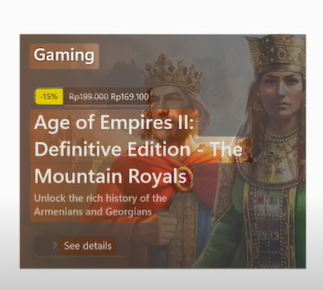 Gaming
-15% Rp199.000 Rp169.100
Age of Empires II:
Definitive Edition - The
Mountain Royals
Unlock the rich history of the
Armenians and Georgians
See details